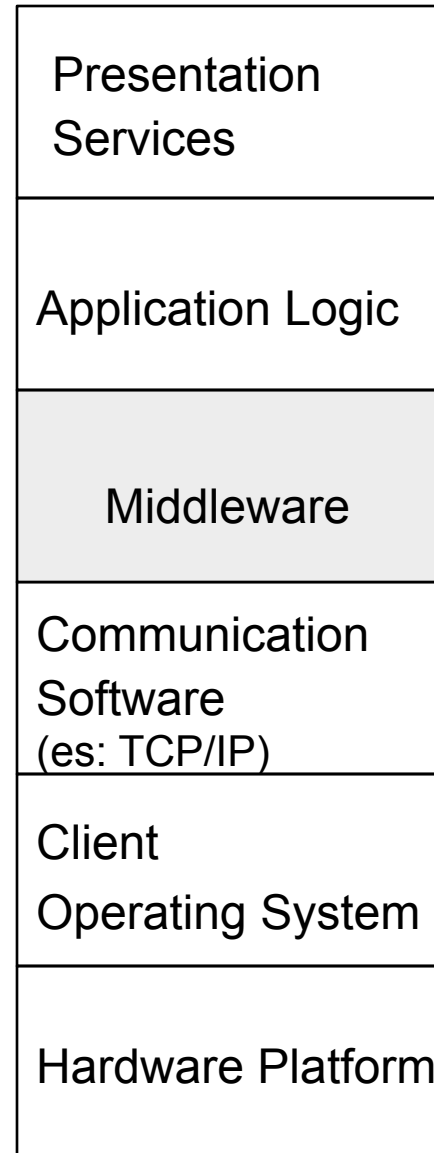 Presentation
Services
Application Logic
Middleware
Communication
Software
(es: TCP/IP)
Client
Operating System
Hardware Platform